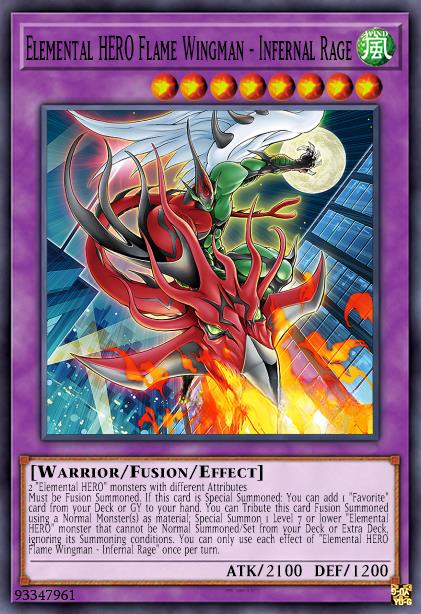 Elemental HERO Flame Wingman - Infernal Rage
WIND
風
[Warrior/Fusion/Effect]
2 "Elemental HERO" monsters with different Attributes
Must be Fusion Summoned. If this card is Special Summoned: You can add 1 "Favorite"
card from your Deck or GY to your hand. You can Tribute this card Fusion Summoned
using a Normal Monster(s) as material; Special Summon 1 Level 7 or lower "Elemental
HERO" monster that cannot be Normal Summoned/Set from your Deck or Extra Deck,
ignoring its Summoning conditions. You can only use each effect of "Elemental HERO
Flame Wingman - Infernal Rage" once per turn.
ATK/2100 DEF/1200
93347961